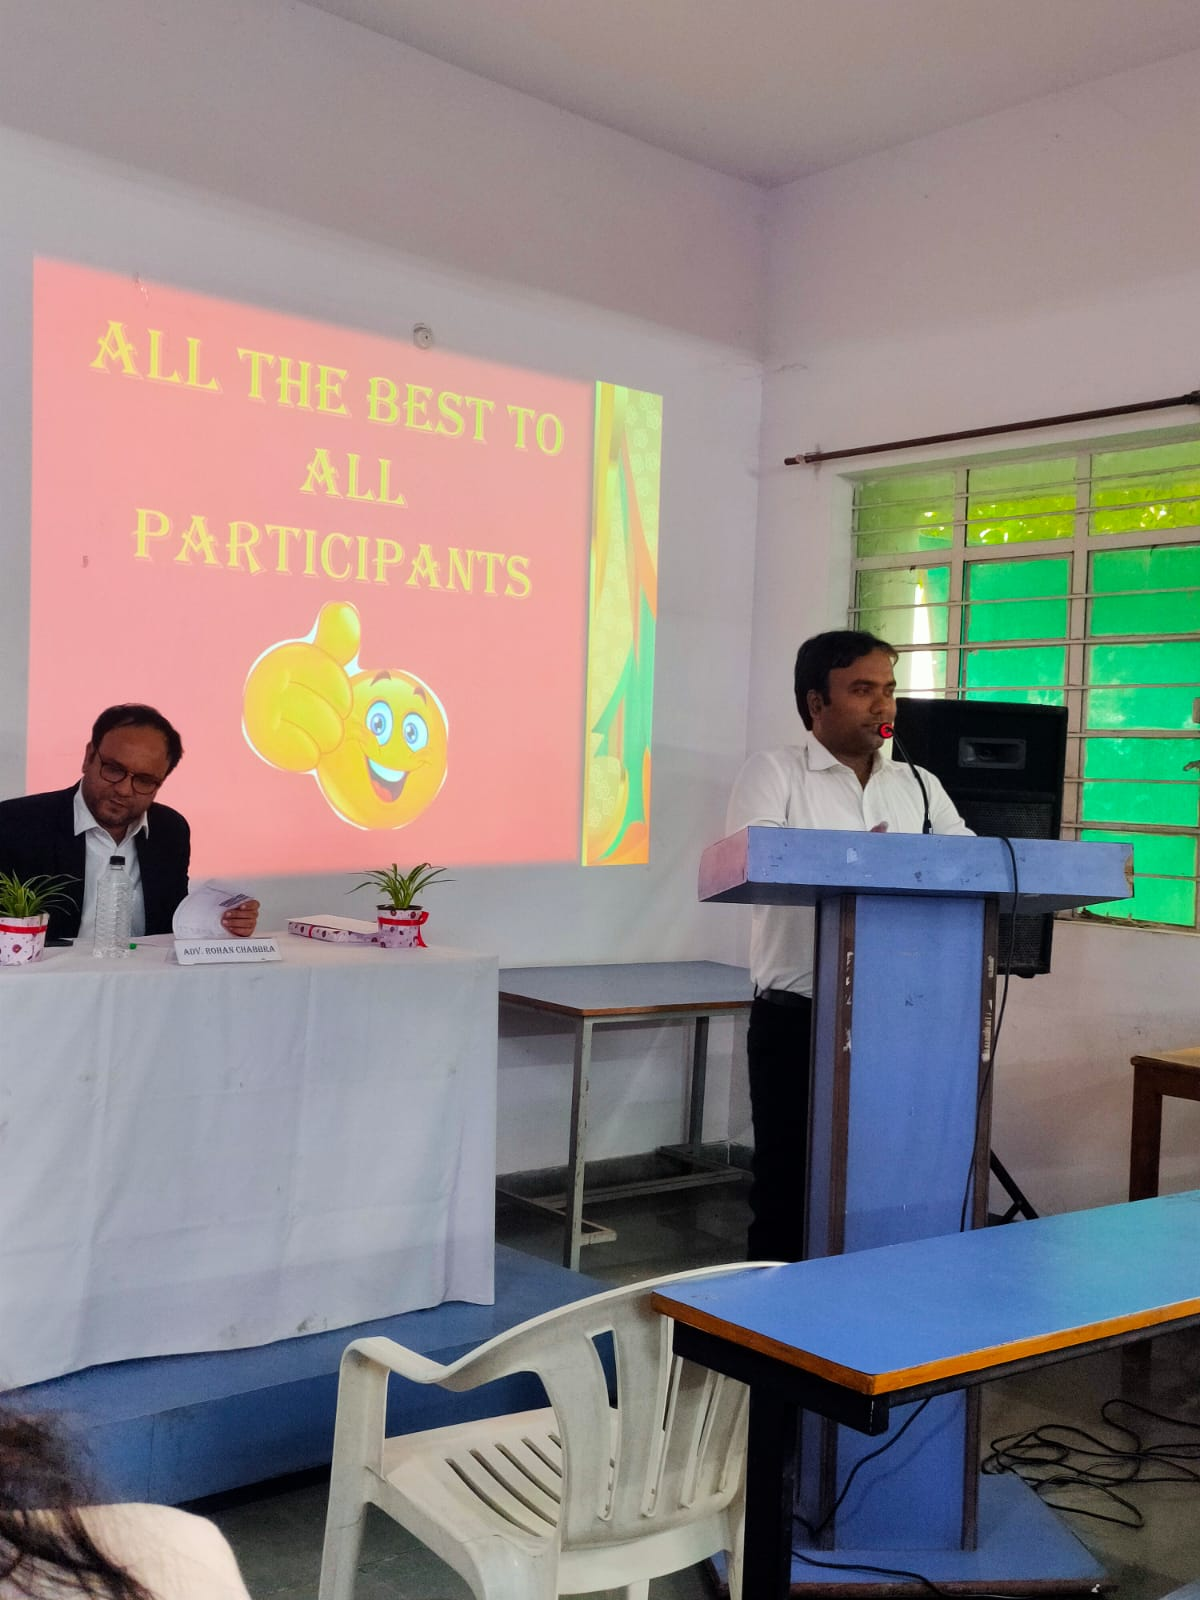 ALL THE BEST TO
ALL
PARTICIPANTS
ADV. ROHAN CHABBRA